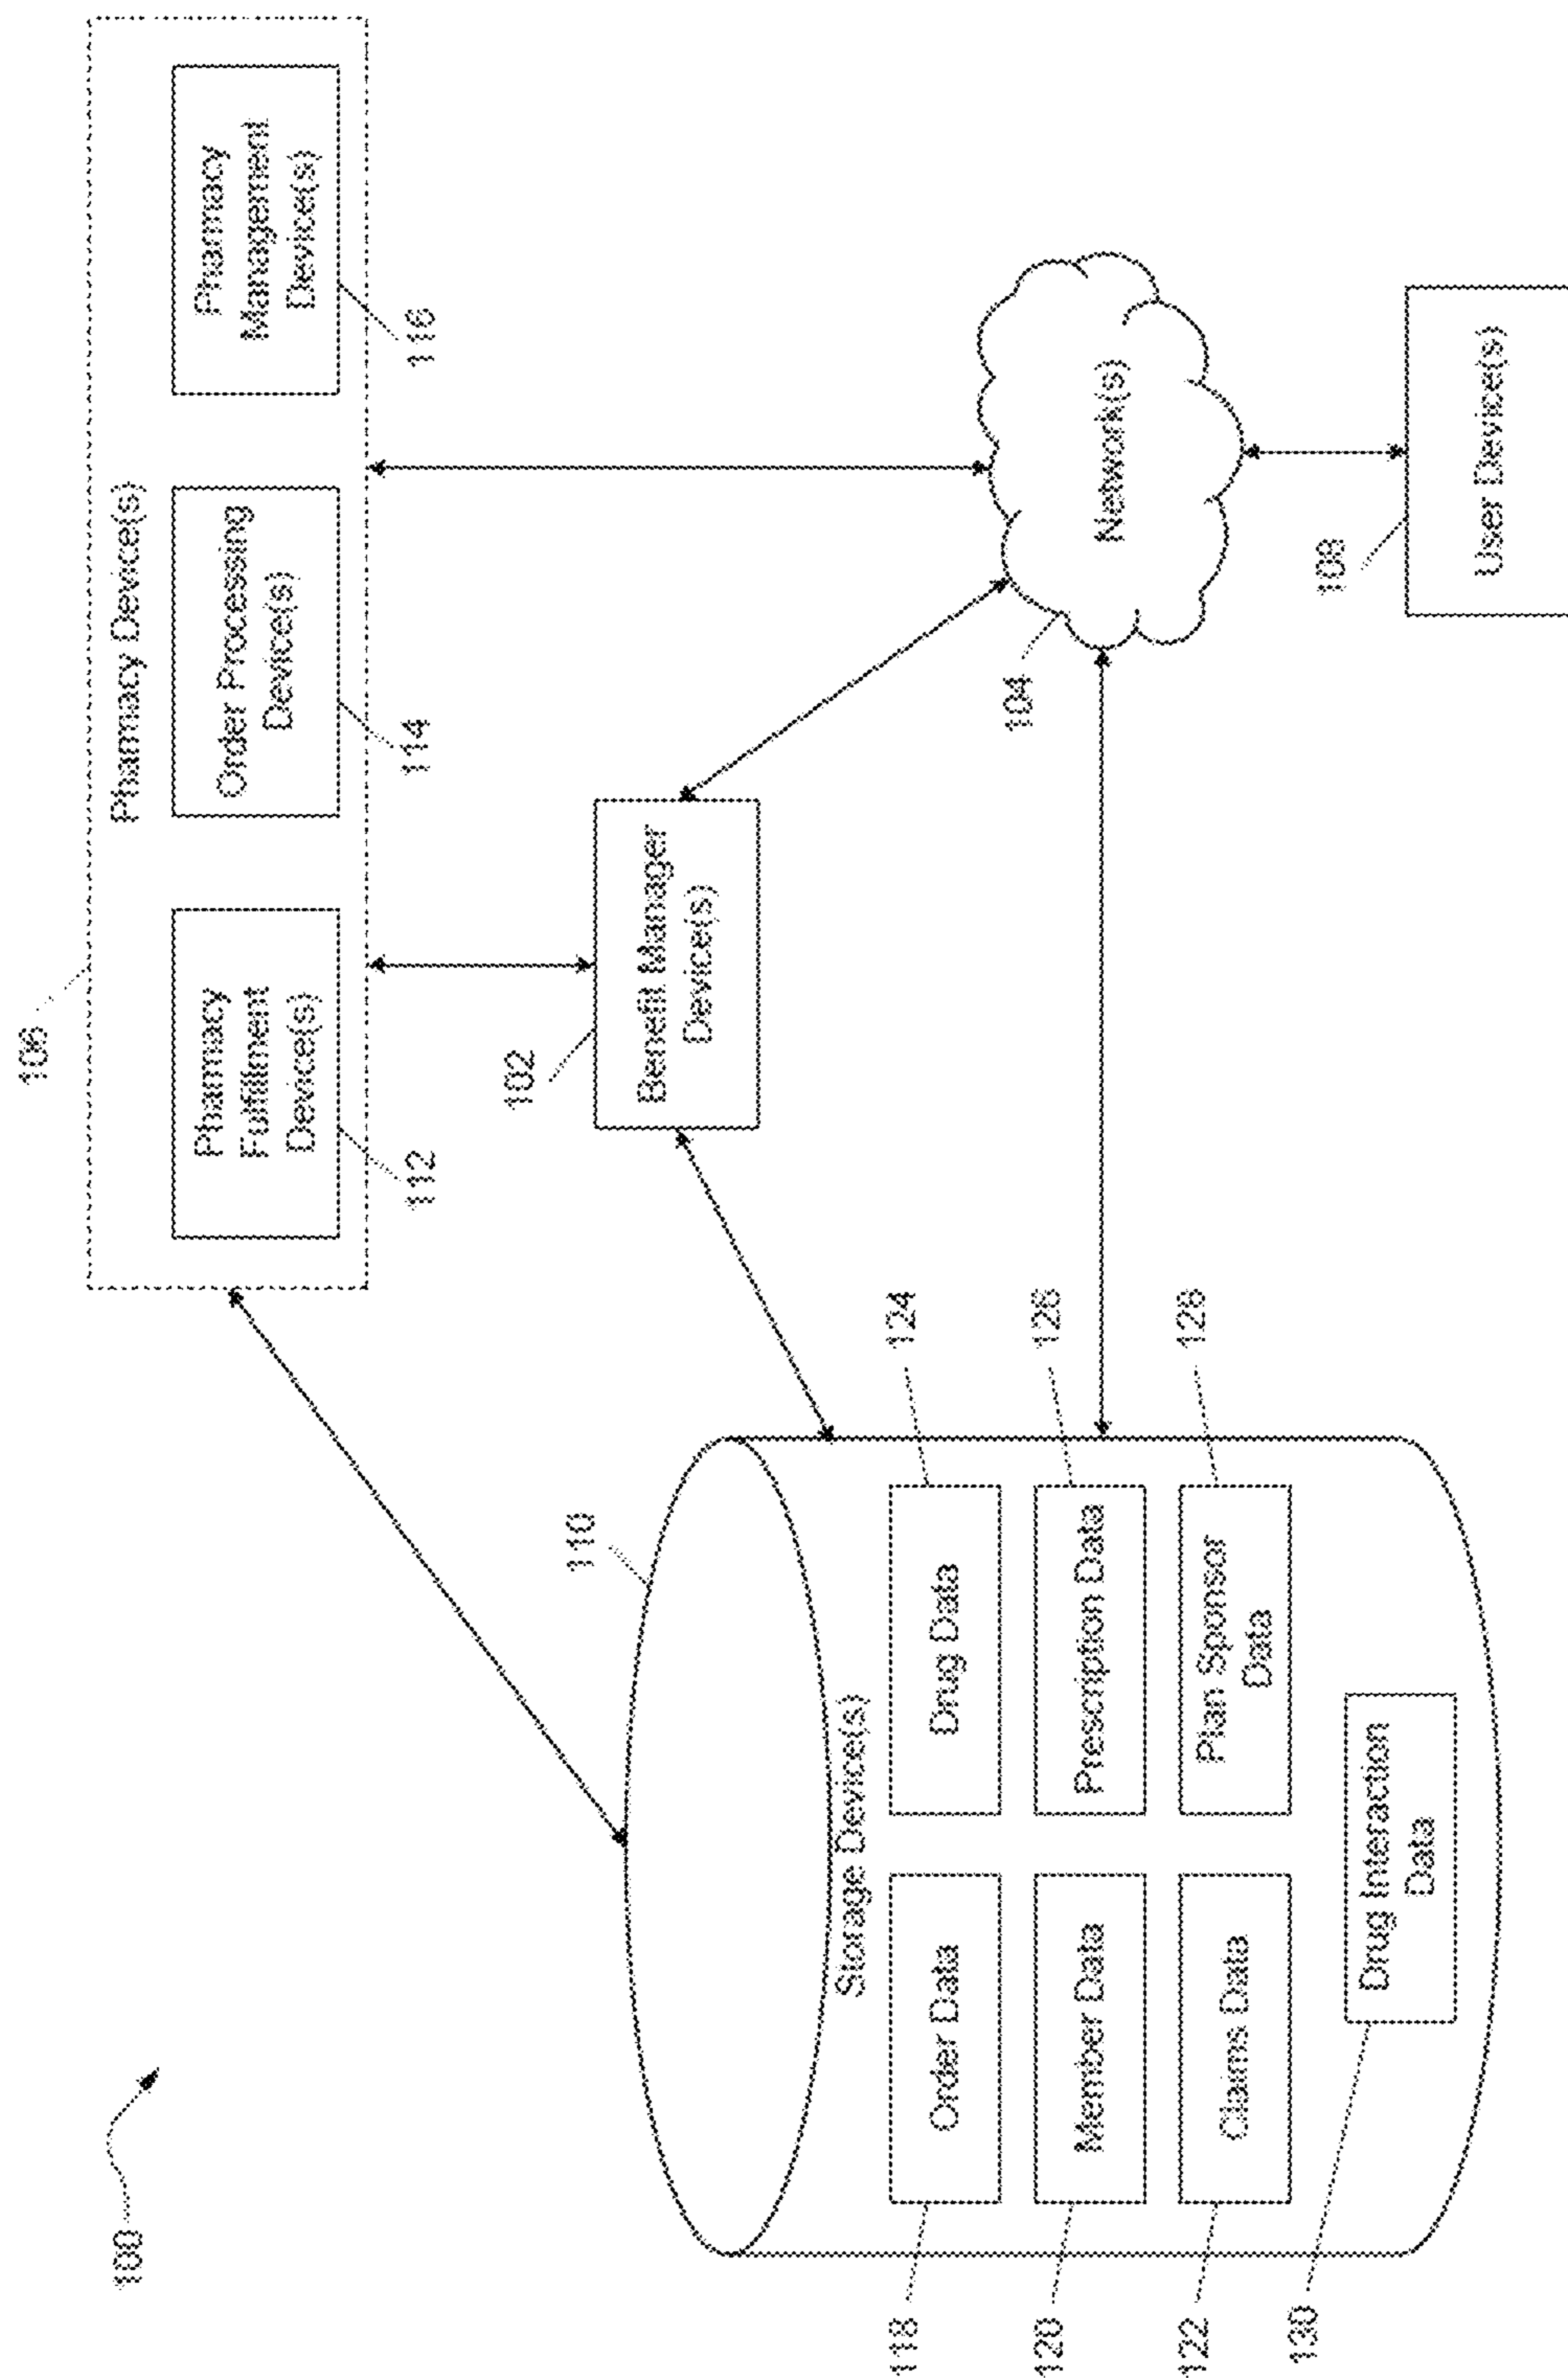 100
106
Pharmacy Device(s)
Pharmacy
Fulfillment
Device(s)
Order Processing
Device(s)
Pharmacy
Management
Device(s)
112
114
116
102
Benefit Manager
Device(s)
110
Storage Device(s)
118
Order Data
Drug Data
124
120
Member Data
Prescription Data
126
122
Claims Data
Plan Sponsor
Data
128
130
Drug Interaction
Data
104
Network(s)
108
User Device(s)